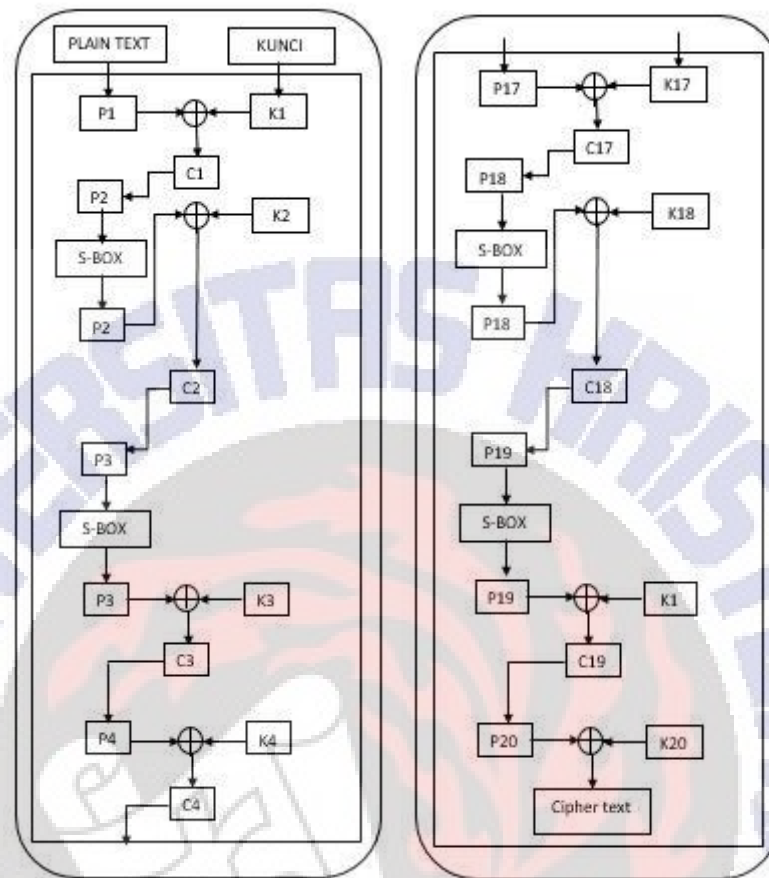 PLAIN TEXT
KUNCI
P1
K1
C1
P2
K2
S-BOX
P2
C2
P3
S-BOX
P3
K3
C3
P4
K4
C4
P17
K17
C17
P18
K18
S-BOX
P18
C18
P19
S-BOX
P19
K1
C19
P20
K20
Cipher text